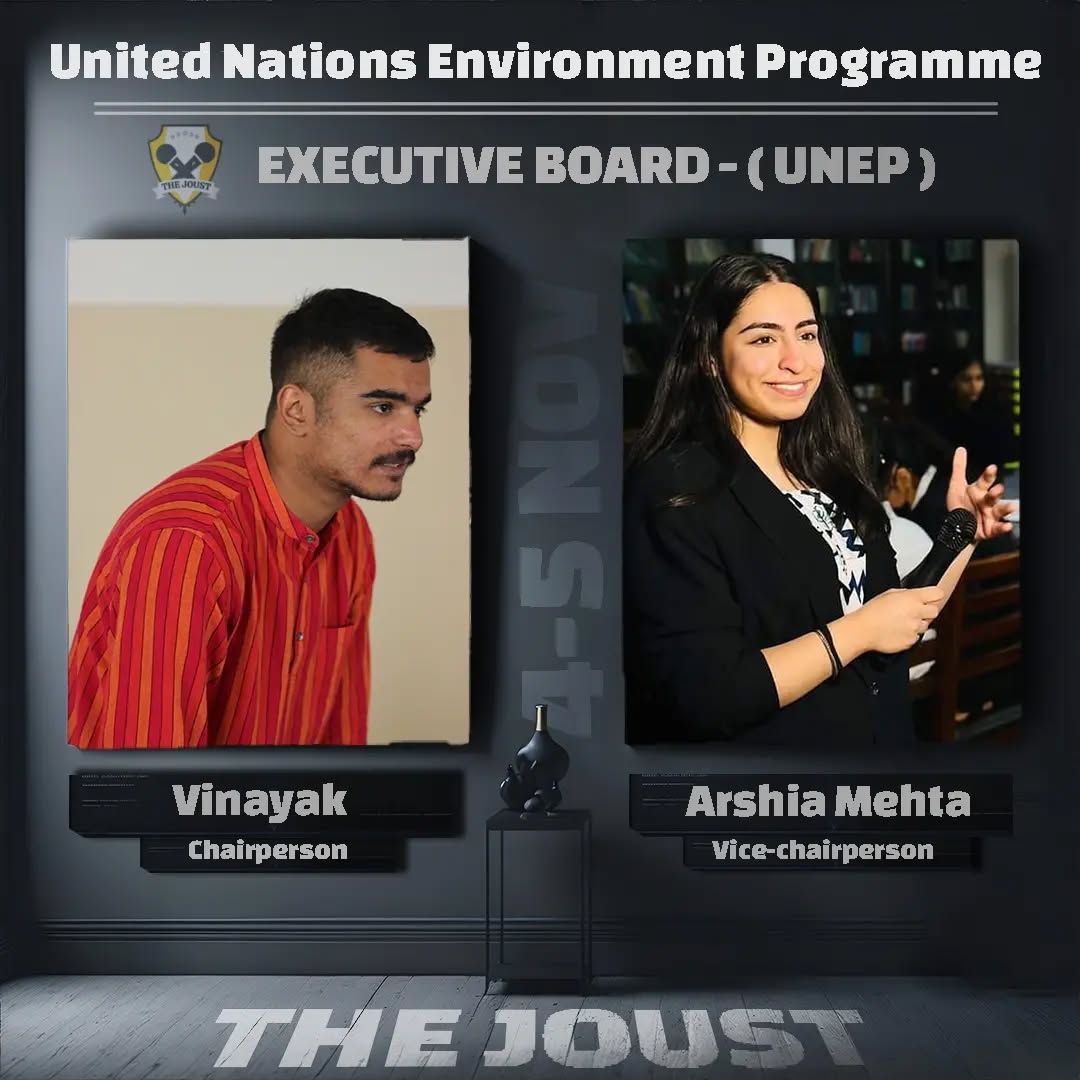 United Nations Environment Programme
EXECUTIVE BOARD - ( UNEP )
THE JOUST
4-5 NOV
Vinayak
Chairperson
Arshia Mehta
Vice-chairperson
THE JOUST